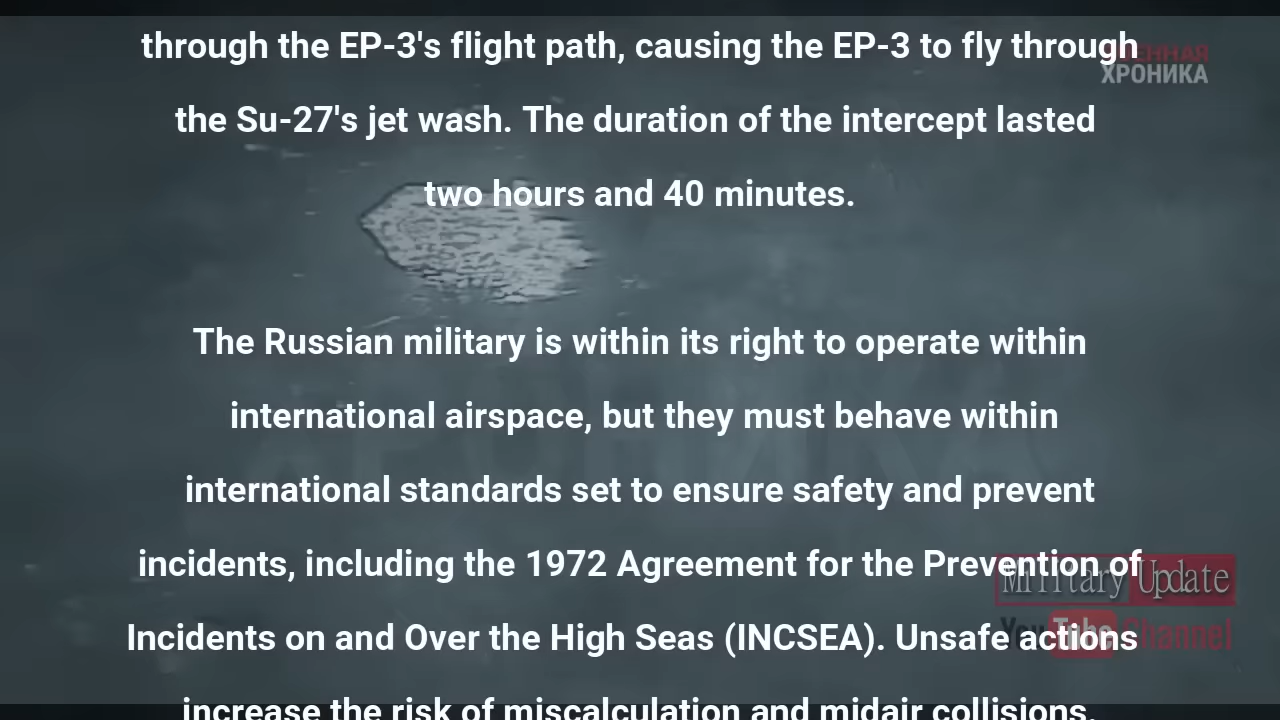 through the EP-3's flight path, causing the EP-3 to fly through
ХРОНИКА
the Su-27's jet wash. The duration of the intercept lasted
two hours and 40 minutes.
The Russian military is within its right to operate within
international airspace, but they must behave within
international standards set to ensure safety and prevent
incidents, including the 1972 Agreement for the Prevention of
Military Update
Incidents on and Over the High Seas (INCSEA). Unsafe actions
YouTube Channel
increase the risk of miscalculation and midair collisions.